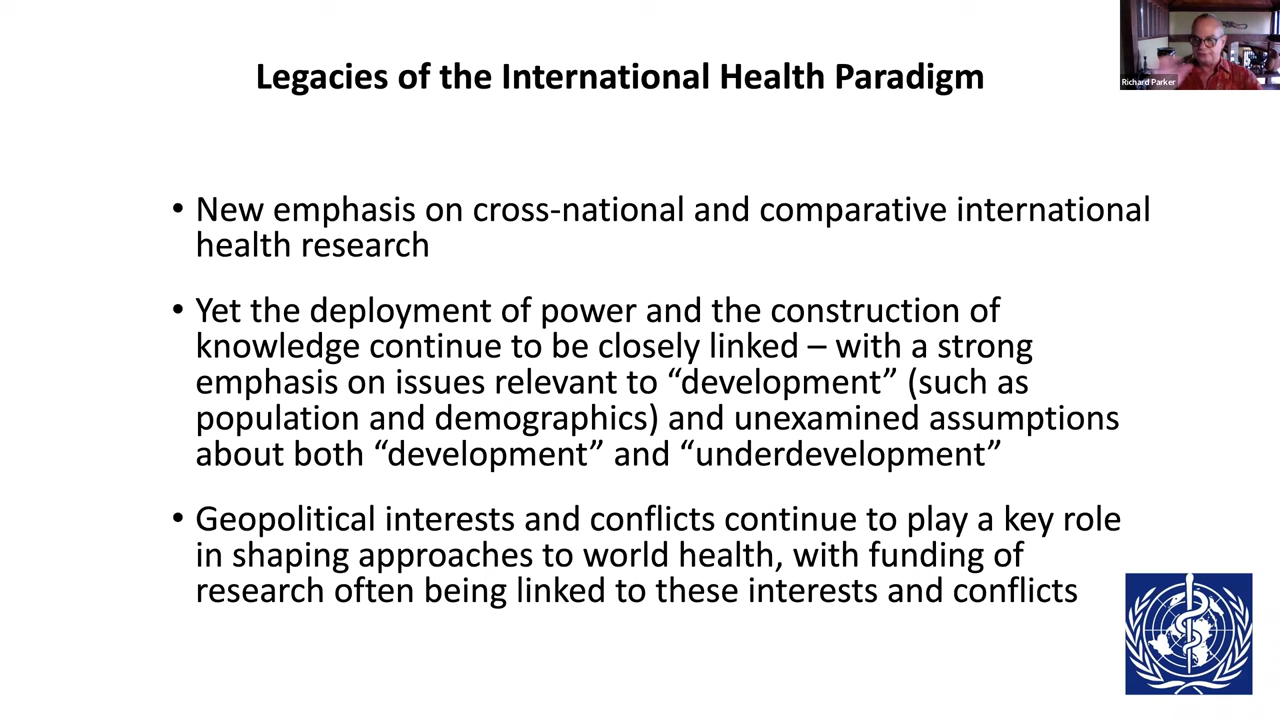 Legacies of the International Health Paradigm
Richard Parker
• New emphasis on cross-national and comparative international
health research
• Yet the deployment of power and the construction of
knowledge continue to be closely linked – with a strong
emphasis on issues relevant to “development” (such as
population and demographics) and unexamined assumptions
about both “development” and “underdevelopment”
• Geopolitical interests and conflicts continue to play a key role
in shaping approaches to world health, with funding of
research often being linked to these interests and conflicts